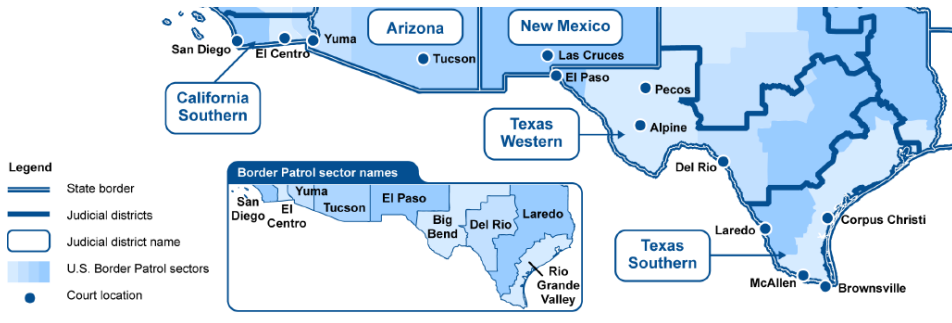 Arizona
New Mexico
San Diego
El Centro
Yuma
Tucson
Las Cruces
El Paso
California
Southern
Pecos
Texas
Western
Alpine
Del Rio
Legend
State border
Judicial districts
Judicial district name
U.S. Border Patrol sectors
Court location
Border Patrol sector names
San
Diego
El
Centro
Yuma
Tucson
El Paso
Big
Bend
Del Rio
Laredo
Rio
Grande
Valley
Laredo
Corpus Christi
Texas
Southern
McAllen
Brownsville